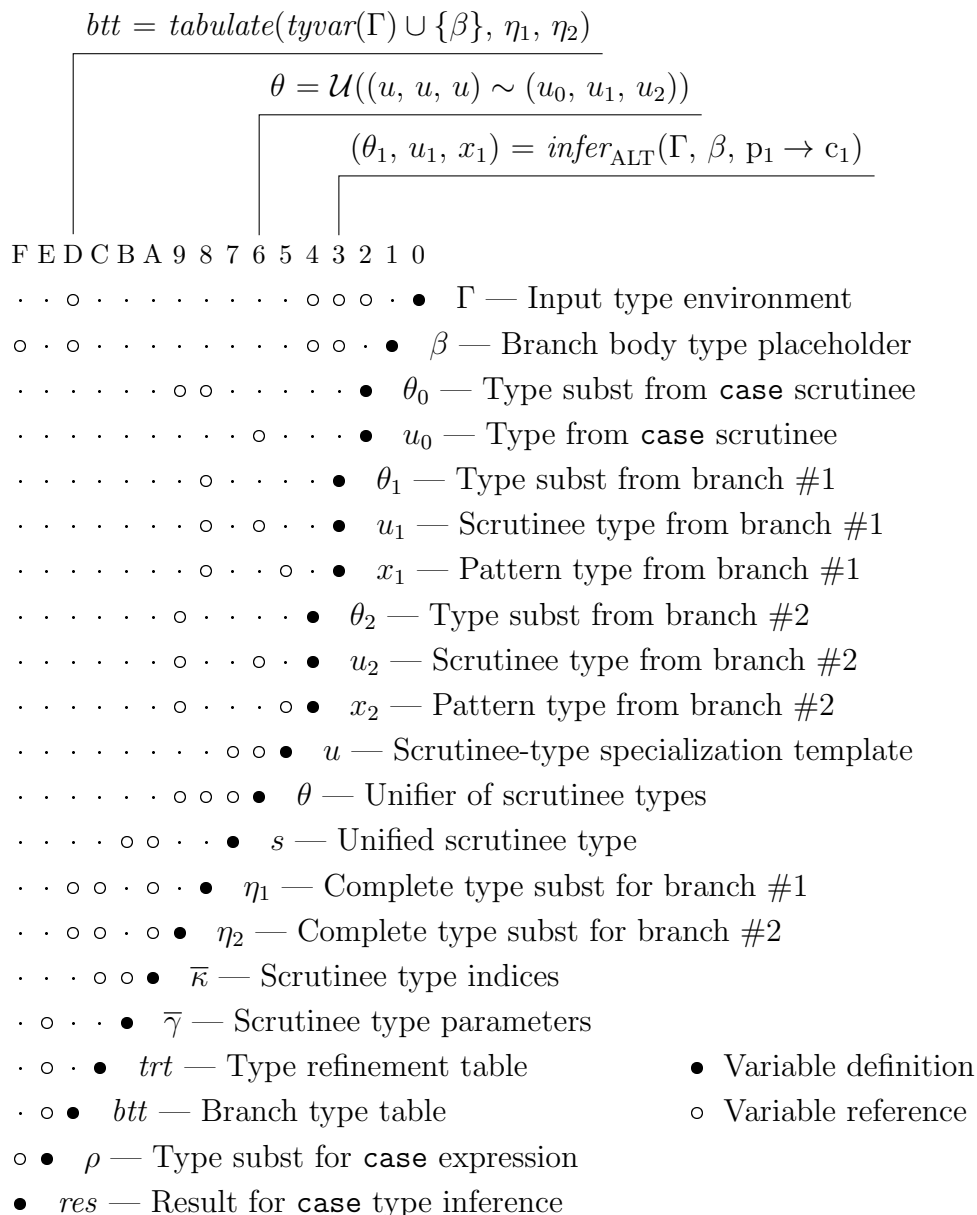 btt = tabulate(tyvar(Γ) ∪ {β}, η₁, η₂)
θ = 𝒰((u, u, u) ∼ (u₀, u₁, u₂))
(θ₁, u₁, x₁) = infer_ALT(Γ, β, p₁ → c₁)
F E D C B A 9 8 7 6 5 4 3 2 1 0
· · ○ · · · · · · · · ○ ○ ○ · ● Γ — Input type environment
○ · ○ · · · · · · · · ○ ○ · ● β — Branch body type placeholder
· · · · · · ○ ○ · · · · · ● θ₀ — Type subst from case scrutinee
· · · · · · · · · ○ · · · ● u₀ — Type from case scrutinee
· · · · · · · ○ · · · · ● θ₁ — Type subst from branch #1
· · · · · · · ○ · ○ · · ● u₁ — Scrutinee type from branch #1
· · · · · · · ○ · · ○ · ● x₁ — Pattern type from branch #1
· · · · · · ○ · · · · ● θ₂ — Type subst from branch #2
· · · · · · ○ · · ○ · ● u₂ — Scrutinee type from branch #2
· · · · · · ○ · · · ○ ● x₂ — Pattern type from branch #2
· · · · · · · · ○ ○ ● u — Scrutinee-type specialization template
· · · · · · ○ ○ ○ ● θ — Unifier of scrutinee types
· · · · ○ ○ · · ● s — Unified scrutinee type
· · ○ ○ · ○ · ● η₁ — Complete type subst for branch #1
· · ○ ○ · ○ ● η₂ — Complete type subst for branch #2
· · · ○ ○ ● κ̅ — Scrutinee type indices
· ○ · · ● γ̅ — Scrutinee type parameters
· ○ · ● trt — Type refinement table ● Variable definition
· ○ ● btt — Branch type table ○ Variable reference
○ ● ρ — Type subst for case expression
● res — Result for case type inference